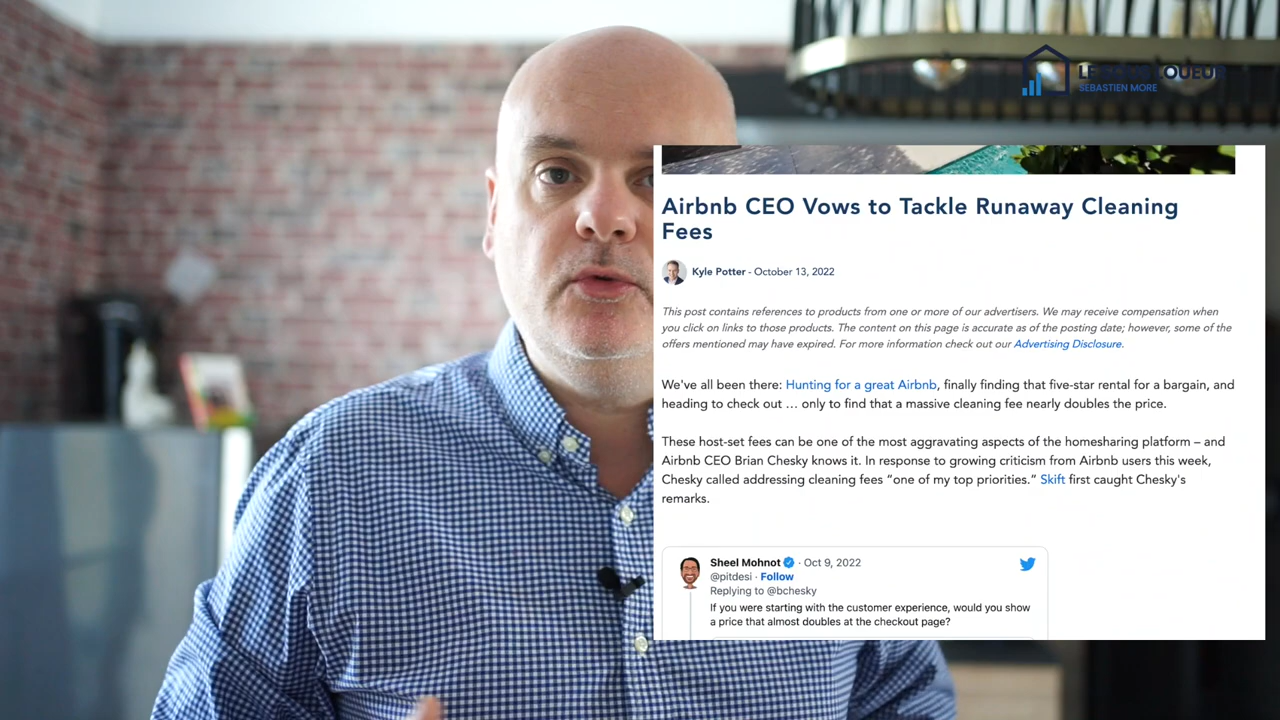 LE SOUS LOUEUR
SEBASTIEN MORE
Airbnb CEO Vows to Tackle Runaway Cleaning
Fees
Kyle Potter - October 13, 2022
This post contains references to products from one or more of our advertisers. We may receive compensation when
you click on links to those products. The content on this page is accurate as of the posting date; however, some of the
offers mentioned may have expired. For more information check out our Advertising Disclosure.
We've all been there: Hunting for a great Airbnb, finally finding that five-star rental for a bargain, and
heading to check out … only to find that a massive cleaning fee nearly doubles the price.
These host-set fees can be one of the most aggravating aspects of the homesharing platform – and
Airbnb CEO Brian Chesky knows it. In response to growing criticism from Airbnb users this week,
Chesky called addressing cleaning fees “one of my top priorities.” Skift first caught Chesky's
remarks.
Sheel Mohnot · Oct 9, 2022
@pitdesi · Follow
Replying to @bchesky
If you were starting with the customer experience, would you show
a price that almost doubles at the checkout page?